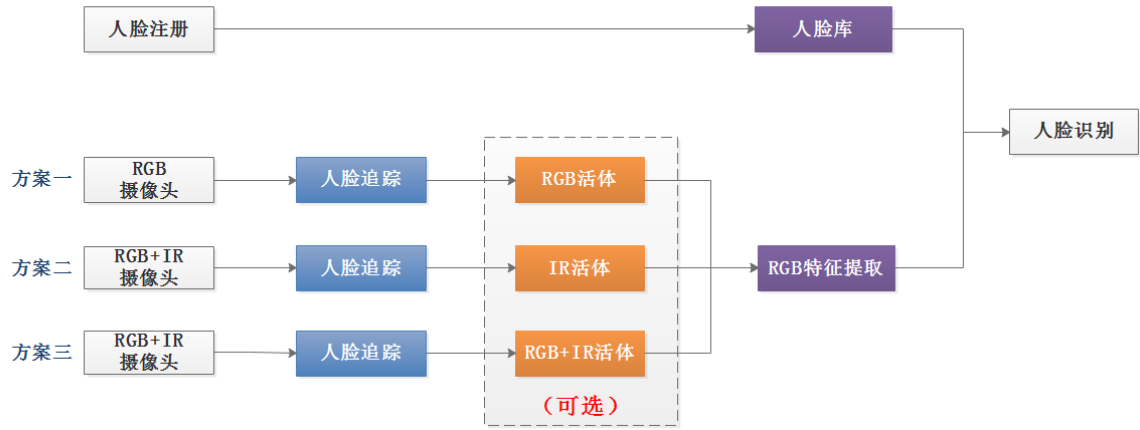 人脸注册
人脸库
人脸识别
方案一
RGB
摄像头
人脸追踪
RGB活体
方案二
RGB+IR
摄像头
人脸追踪
IR活体
RGB特征提取
方案三
RGB+IR
摄像头
人脸追踪
RGB+IR活体
（可选）